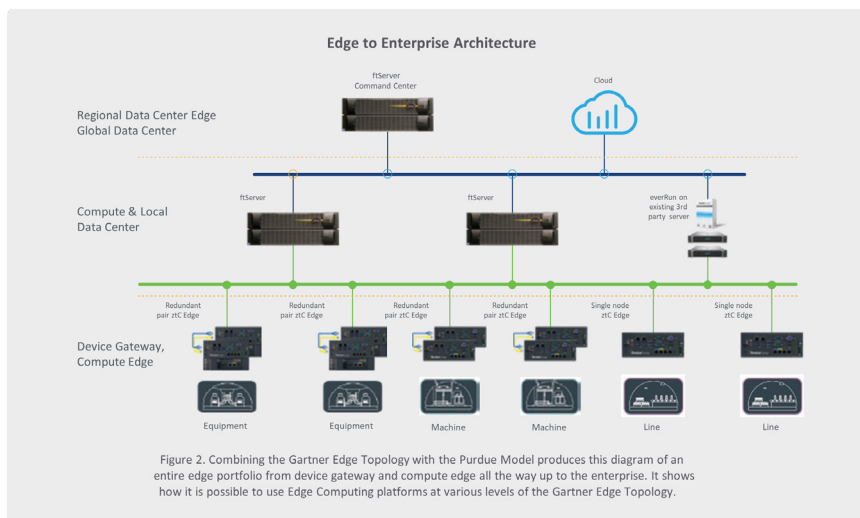 Edge to Enterprise Architecture
ftServer
Command Center
Cloud
Regional Data Center Edge
Global Data Center
ftServer
ftServer
everRun on
existing 3rd
party server
Compute & Local
Data Center
Redundant
pair ztC Edge
Redundant
pair ztC Edge
Redundant
pair ztC Edge
Redundant
pair ztC Edge
Single node
ztC Edge
Single node
ztC Edge
Device Gateway,
Compute Edge
Equipment
Equipment
Machine
Machine
Line
Line
Figure 2. Combining the Gartner Edge Topology with the Purdue Model produces this diagram of an
entire edge portfolio from device gateway and compute edge all the way up to the enterprise. It shows
how it is possible to use Edge Computing platforms at various levels of the Gartner Edge Topology.